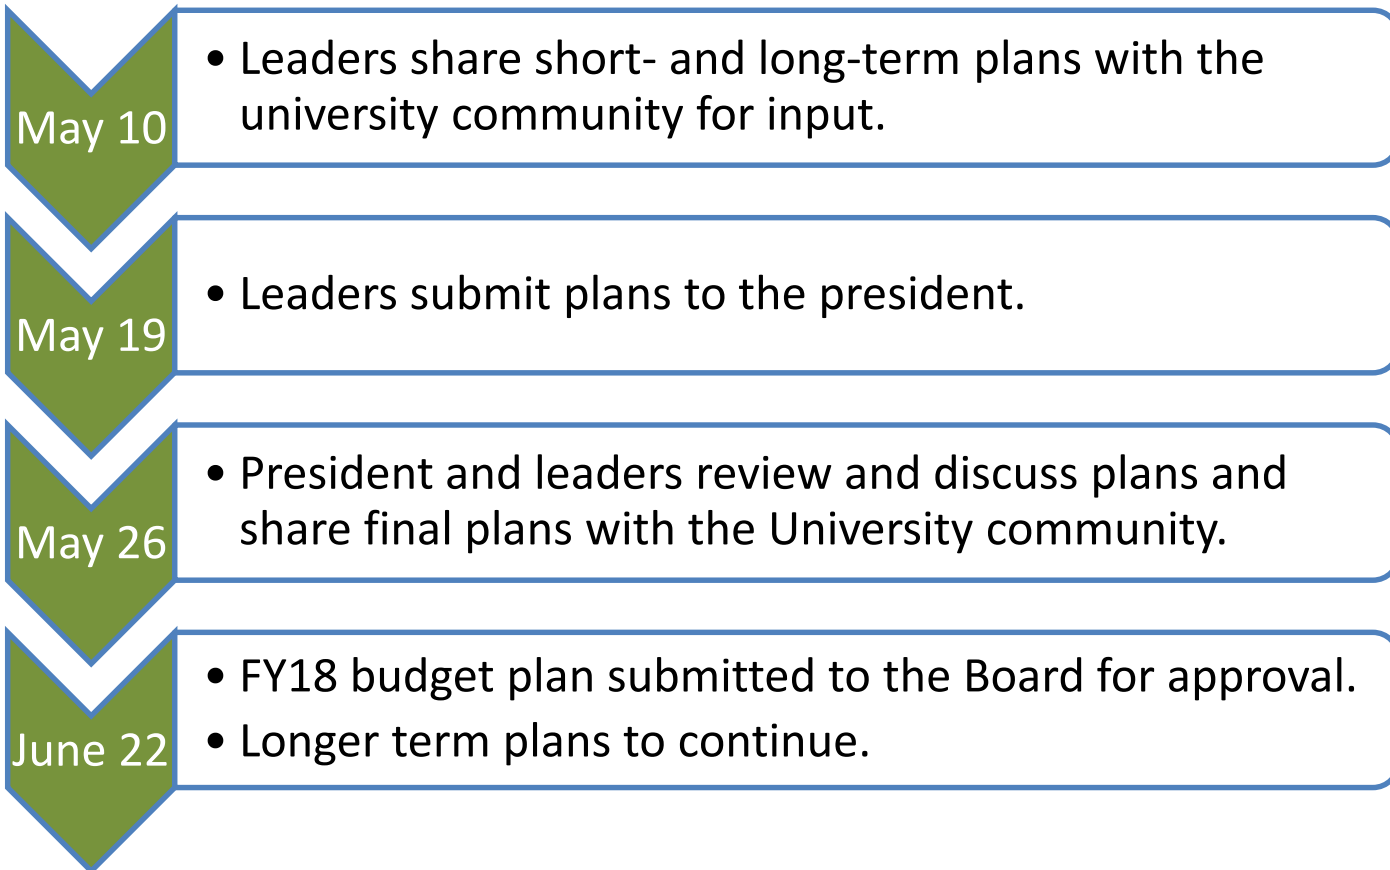 May 10
• Leaders share short- and long-term plans with the
university community for input.
May 19
• Leaders submit plans to the president.
May 26
• President and leaders review and discuss plans and
share final plans with the University community.
June 22
• FY18 budget plan submitted to the Board for approval.
• Longer term plans to continue.